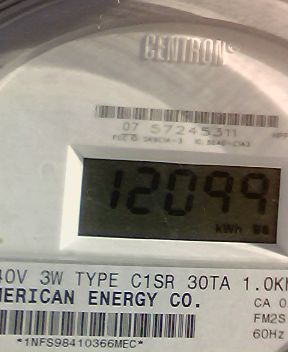 CENTRON®
07 57245311
12099
kWh
40V 3W TYPE C1SR 30TA 1.0K
MERICAN ENERGY CO.
CA 0
FM2S
60Hz
*1NFS98410366MEC*